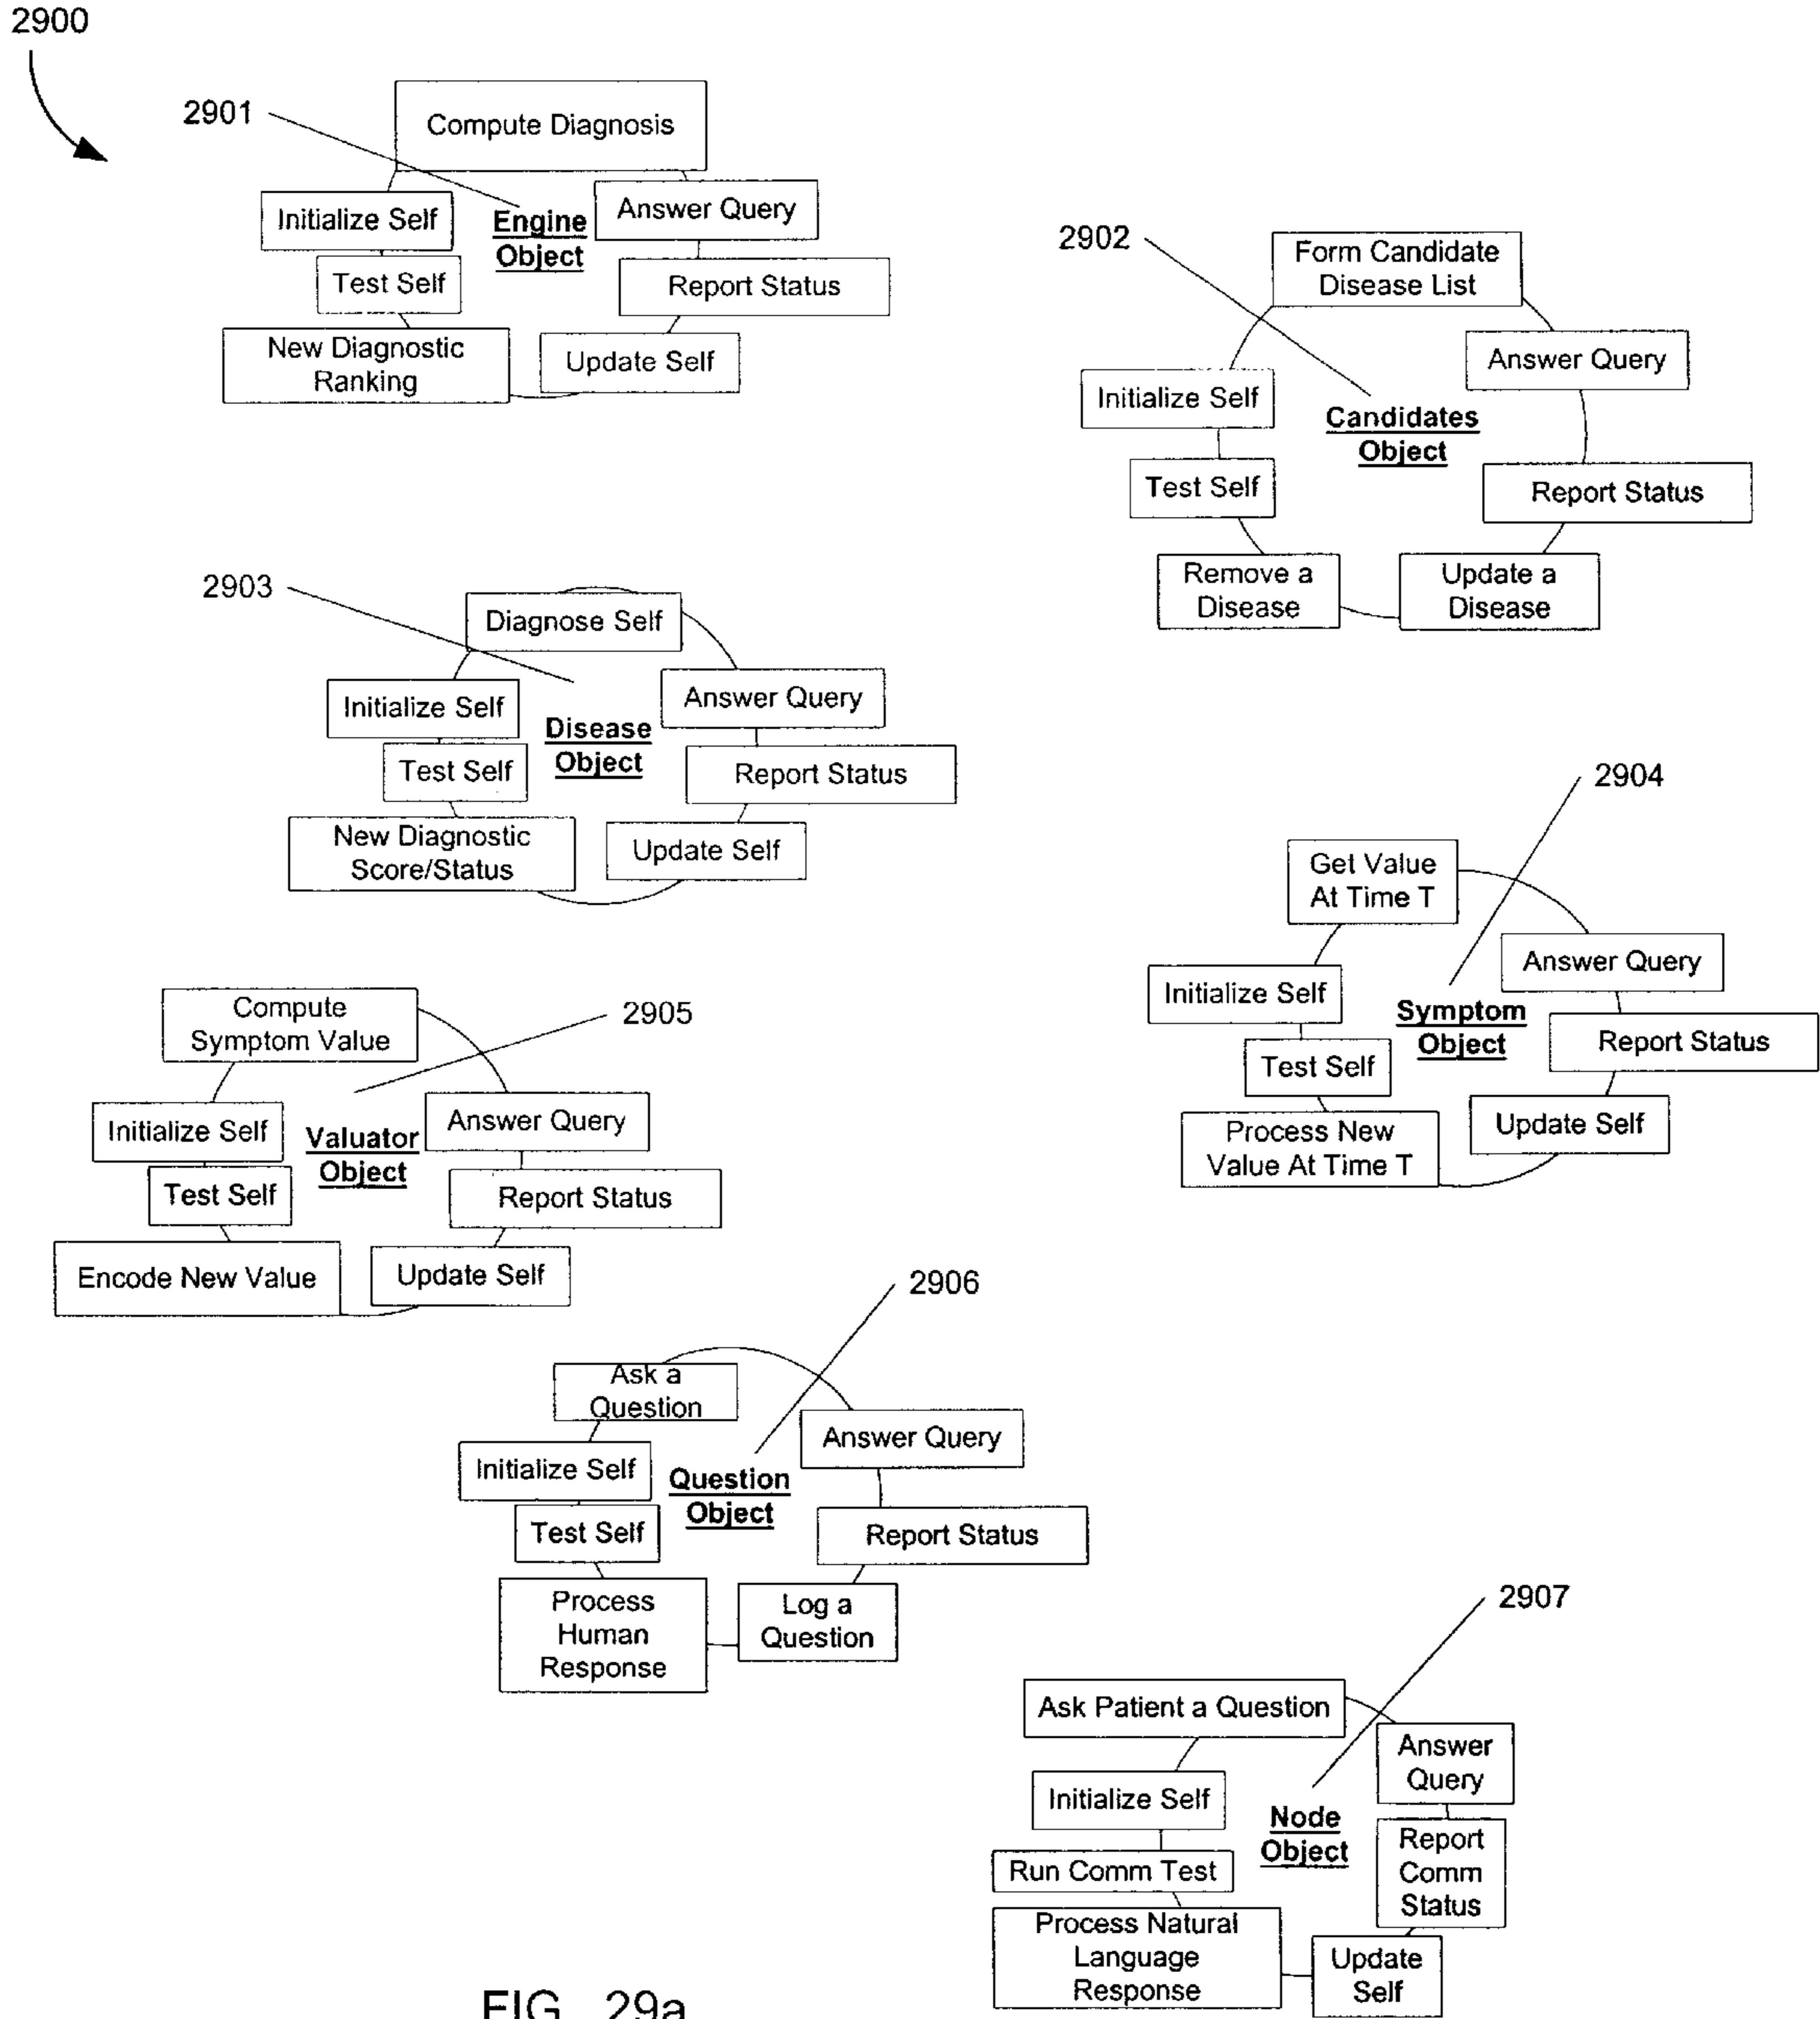 2900
2901
Compute Diagnosis
Initialize Self
Engine
Object
Answer Query
Test Self
Report Status
New Diagnostic
Ranking
Update Self
2902
Form Candidate
Disease List
Initialize Self
Candidates
Object
Answer Query
Test Self
Report Status
Remove a
Disease
Update a
Disease
2903
Diagnose Self
Initialize Self
Disease
Object
Answer Query
Test Self
Report Status
New Diagnostic
Score/Status
Update Self
2904
Get Value
At Time T
Initialize Self
Symptom
Object
Answer Query
Test Self
Report Status
Process New
Value At Time T
Update Self
2905
Compute
Symptom Value
Initialize Self
Valuator
Object
Answer Query
Test Self
Report Status
Encode New Value
Update Self
2906
Ask a
Question
Initialize Self
Question
Object
Answer Query
Test Self
Report Status
Process
Human
Response
Log a
Question
2907
Ask Patient a Question
Initialize Self
Node
Object
Answer
Query
Run Comm Test
Report
Comm
Status
Process Natural
Language
Response
Update
Self
FIG. 29a